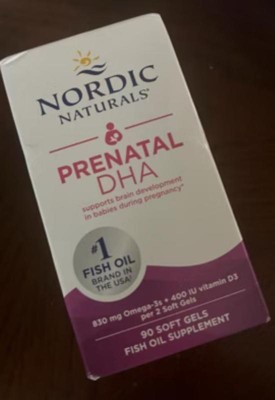 NORDIC
NATURALS®
PRENATAL
DHA
supports brain development
in babies during pregnancy*
#1
FISH OIL
BRAND IN
THE USA†
830 mg Omega-3s + 400 IU vitamin D3
per 2 Soft Gels
90 SOFT GELS
FISH OIL SUPPLEMENT